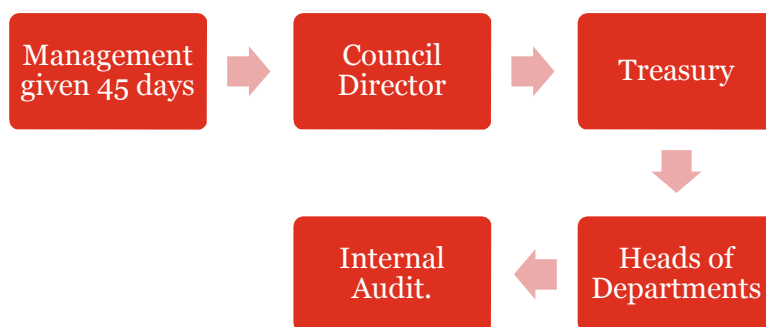 Management
given 45 days
Council
Director
Treasury
Heads of
Departments
Internal
Audit.